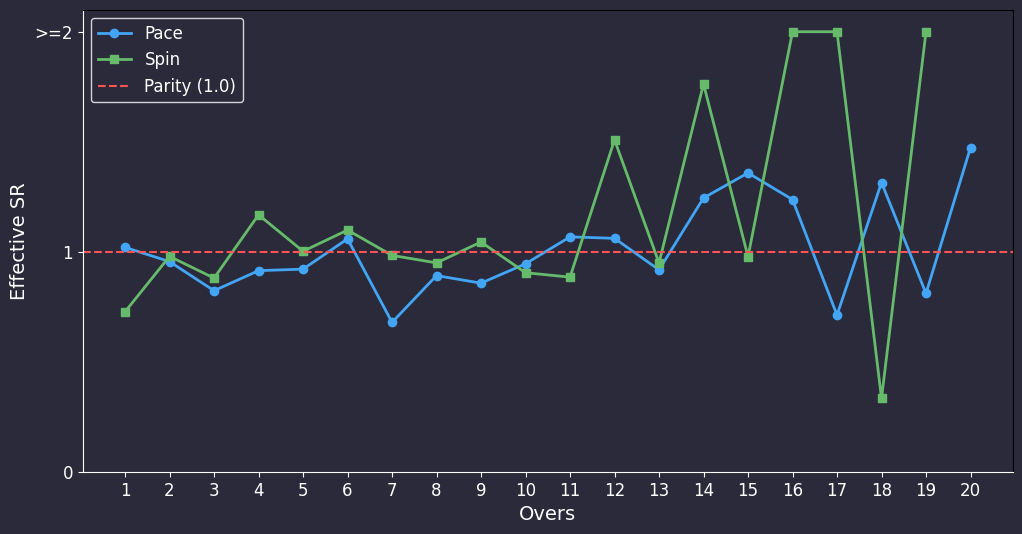 >=2
1
0
Effective SR
Pace
Spin
Parity (1.0)
1 2 3 4 5 6 7 8 9 10 11 12 13 14 15 16 17 18 19 20
Overs